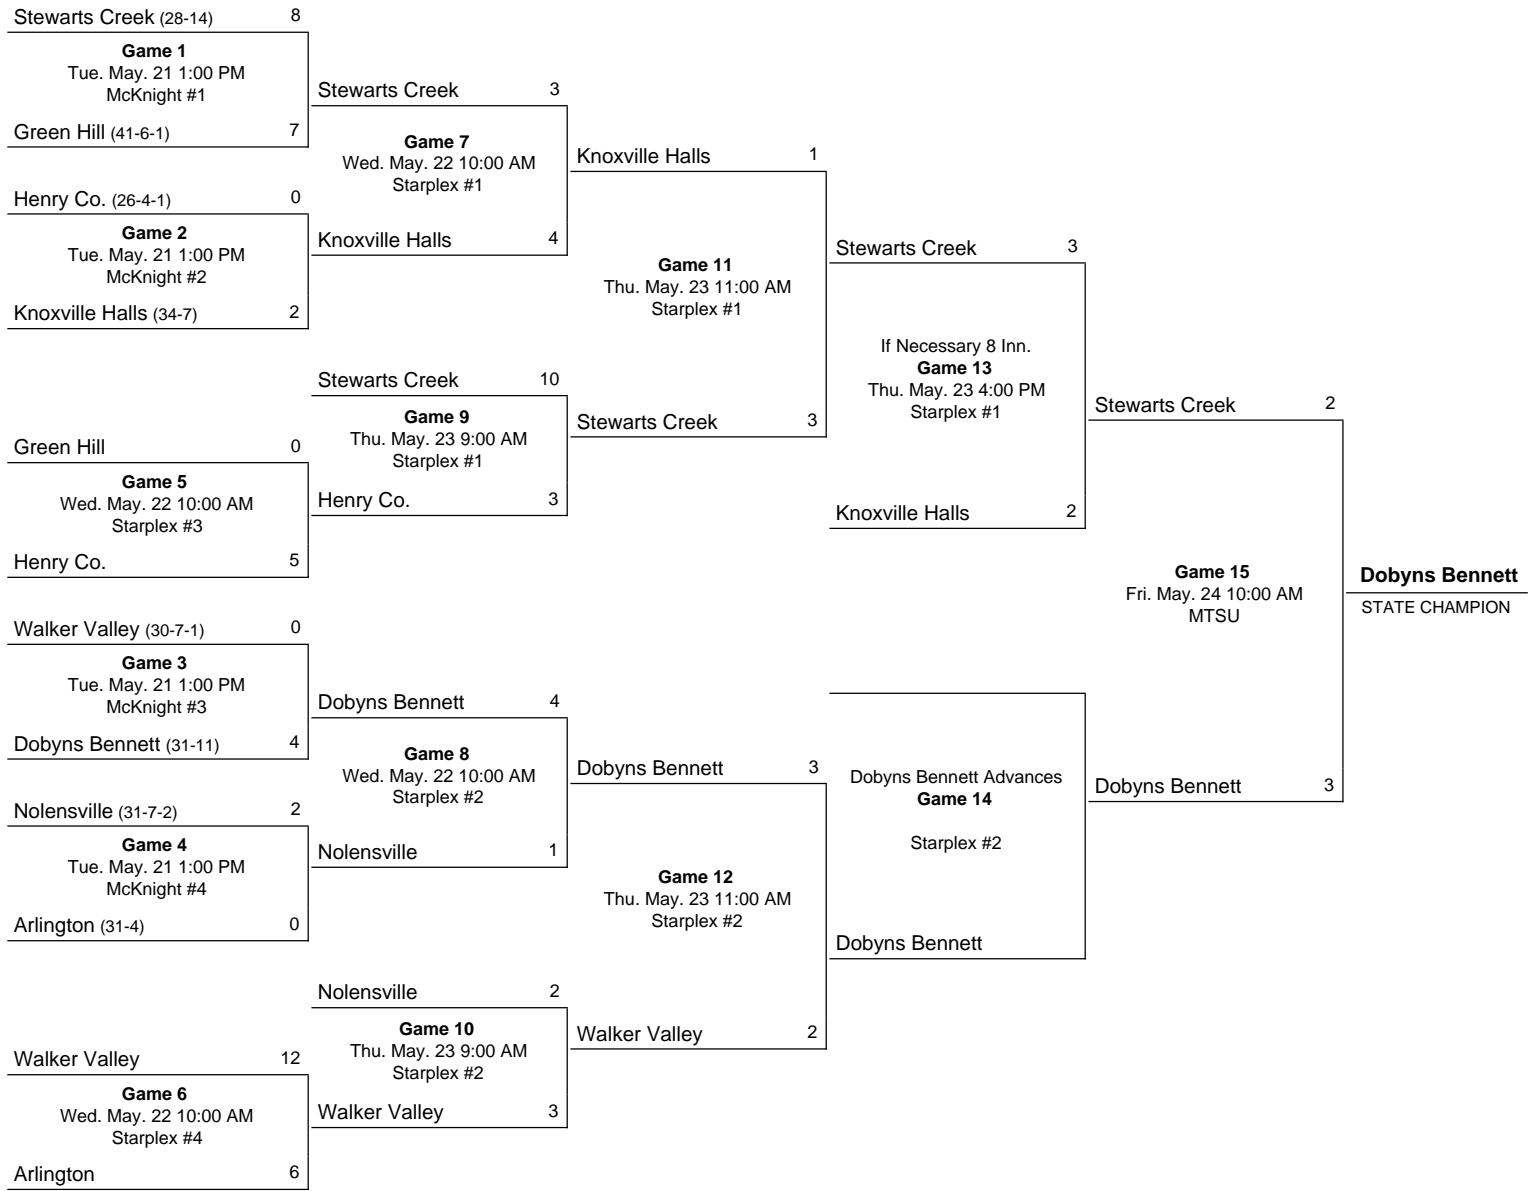 Stewarts Creek (28-14) 8
Game 1
Tue. May. 21 1:00 PM
McKnight #1
Green Hill (41-6-1) 7
Henry Co. (26-4-1) 0
Game 2
Tue. May. 21 1:00 PM
McKnight #2
Knoxville Halls (34-7) 2
Green Hill 0
Game 5
Wed. May. 22 10:00 AM
Starplex #3
Henry Co. 5
Walker Valley (30-7-1) 0
Game 3
Tue. May. 21 1:00 PM
McKnight #3
Dobyns Bennett (31-11) 4
Nolensville (31-7-2) 2
Game 4
Tue. May. 21 1:00 PM
McKnight #4
Arlington (31-4) 0
Walker Valley 12
Game 6
Wed. May. 22 10:00 AM
Starplex #4
Arlington 6
Stewarts Creek 3
Game 7
Wed. May. 22 10:00 AM
Starplex #1
Knoxville Halls 4
Stewarts Creek 10
Game 9
Thu. May. 23 9:00 AM
Starplex #1
Henry Co. 3
Dobyns Bennett 4
Game 8
Wed. May. 22 10:00 AM
Starplex #2
Nolensville 1
Nolensville 2
Game 10
Thu. May. 23 9:00 AM
Starplex #2
Walker Valley 3
Knoxville Halls 1
Game 11
Thu. May. 23 11:00 AM
Starplex #1
Stewarts Creek 3
Dobyns Bennett 3
Game 12
Thu. May. 23 11:00 AM
Starplex #2
Walker Valley 2
Stewarts Creek 3
If Necessary 8 Inn.
Game 13
Thu. May. 23 4:00 PM
Starplex #1
Knoxville Halls 2
Dobyns Bennett Advances
Game 14
Starplex #2
Dobyns Bennett
Stewarts Creek 2
Game 15
Fri. May. 24 10:00 AM
MTSU
Dobyns Bennett 3
Dobyns Bennett
STATE CHAMPION